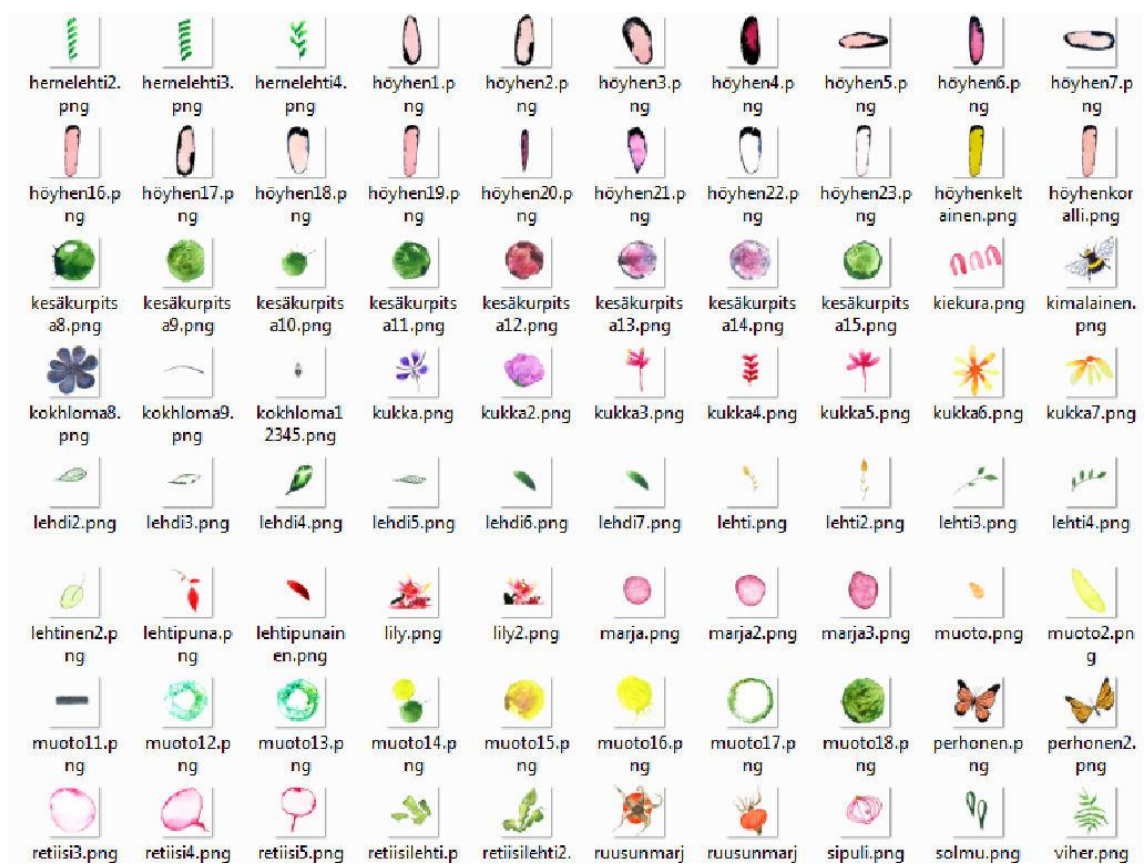 hernelehti2. hernelehti3. hernelehti4. höyhen1.p höyhen2.p höyhen3.p höyhen4.p höyhen5.p höyhen6.p höyhen7.p
png png png ng ng ng ng ng ng ng
höyhen16.p höyhen17.p höyhen18.p höyhen19.p höyhen20.p höyhen21.p höyhen22.p höyhen23.p höyhenkelt höyhenkor
ng ng ng ng ng ng ng ng ainen.png alli.png
kesäkurpits kesäkurpits kesäkurpits kesäkurpits kesäkurpits kesäkurpits kesäkurpits kesäkurpits kiekura.png kimalainen.
a8.png a9.png a10.png a11.png a12.png a13.png a14.png a15.png png
kokhloma8. kokhloma9. kokhloma1 kukka.png kukka2.png kukka3.png kukka4.png kukka5.png kukka6.png kukka7.png
png png 2345.png
lehdi2.png lehdi3.png lehdi4.png lehdi5.png lehdi6.png lehdi7.png lehti.png lehti2.png lehti3.png lehti4.png
lehtinen2.p lehtipuna.p lehtipunain lily.png lily2.png marja.png marja2.png marja3.png muoto.png muoto2.pn
ng ng en.png g
muoto11.p muoto12.p muoto13.p muoto14.p muoto15.p muoto16.p muoto17.p muoto18.p perhonen.p perhonen2.
ng ng ng ng ng ng ng ng ng png
retiisi3.png retiisi4.png retiisi5.png retiisilehti.p retiisilehti2. ruusunmarj ruusunmarj sipuli.png solmu.png viher.png